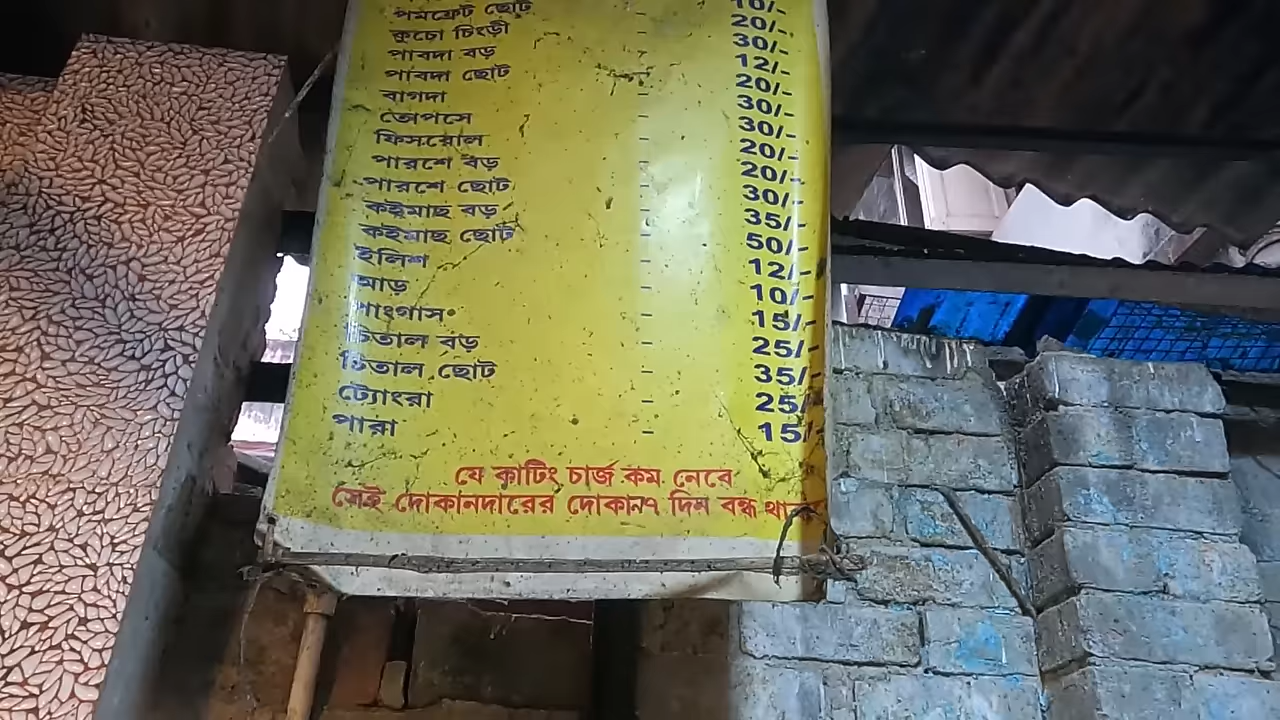 10/-
পমফ্রেট ছোট - 20/-
কুচো চিংড়ী - 30/-
পাবদা বড় - 12/-
পাবদা ছোট - 20/-
বাগদা - 30/-
তোপসে - 30/-
ফিসরোল - 20/-
পারশে বড় - 20/-
পারশে ছোট - 30/-
কইমাছ বড় - 35/-
কইমাছ ছোট - 50/-
ইলিশ - 12/-
আড় - 10/-
পাংগাস - 15/-
চিতাল বড় - 25/-
চিতাল ছোট - 35/-
ট্যোংরা - 25/-
পারা - 15/-
যে কাটিং চার্জ কম নেবে
সেই দোকানদারের দোকান৭ দিন বন্ধ